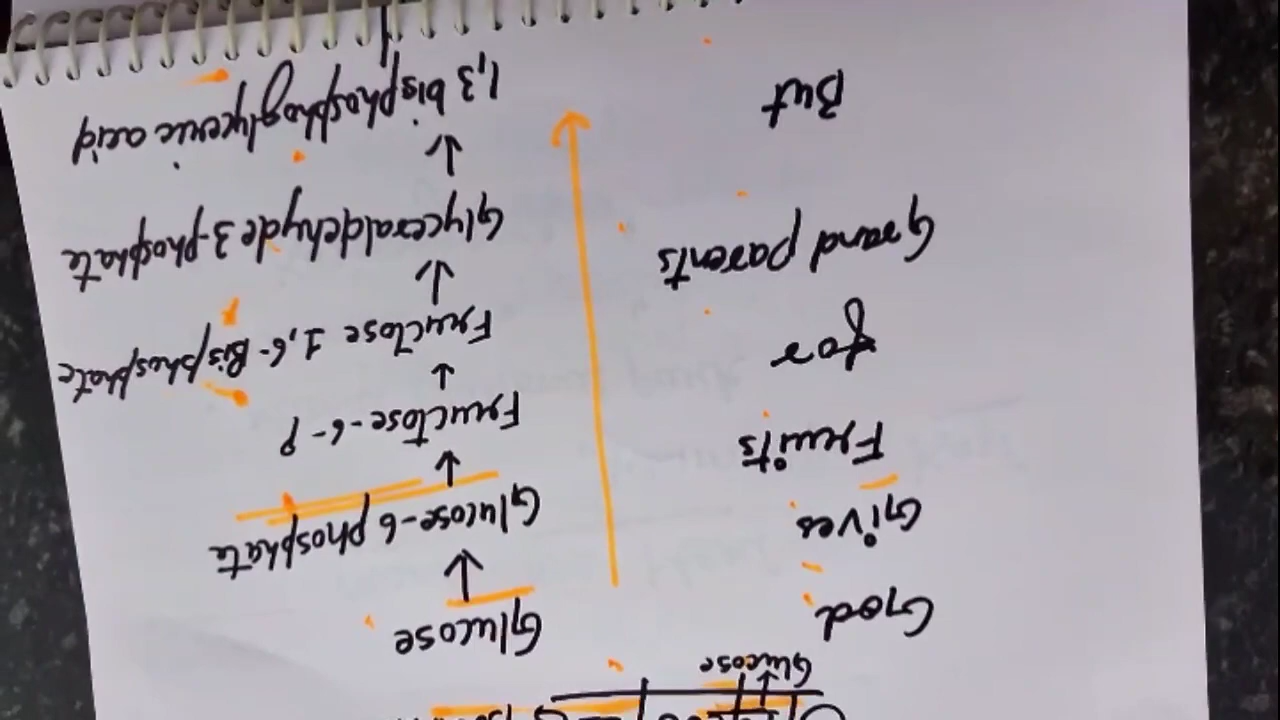 Glucose
God Glucose
↓
Gives Glucose-6 phosphate
↓
Fruits Fructose-6-P
↓
for Fructose 1,6-Bisphosphate
↓
Grand parents Glyceraldehyde 3-phosphate
↓
But 1,3 bisphosphoglyceric acid